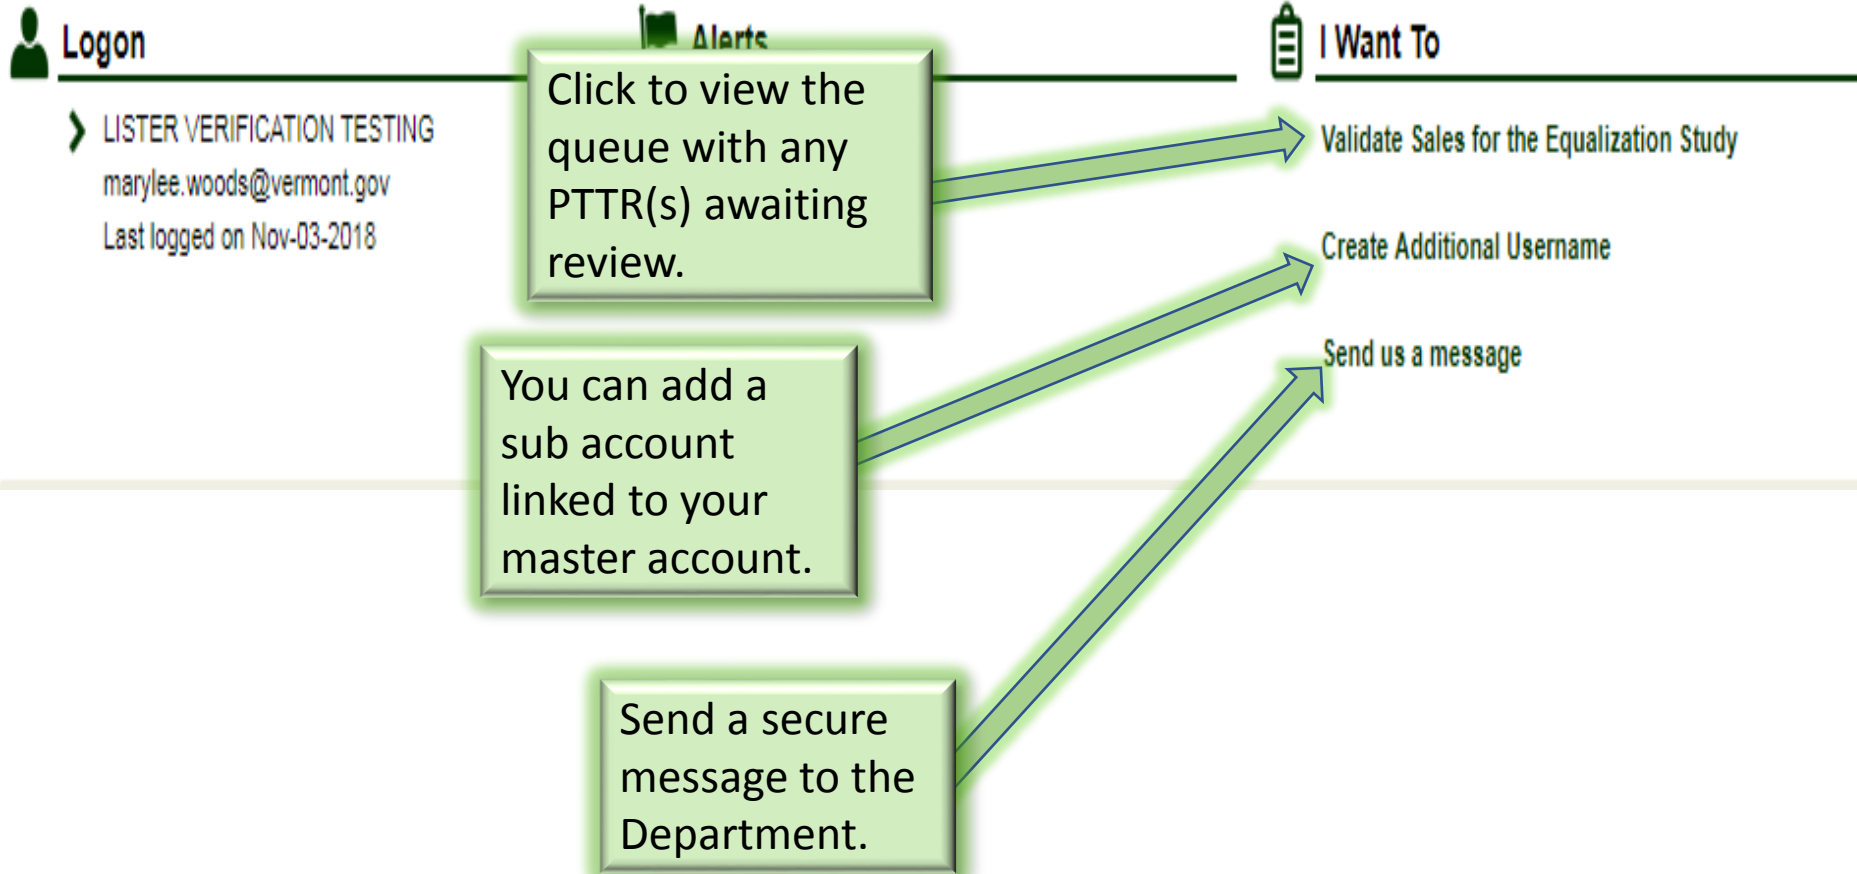 Logon
LISTER VERIFICATION TESTING
marylee.woods@vermont.gov
Last logged on Nov-03-2018
Alerts
Click to view the
queue with any
PTTR(s) awaiting
review.
You can add a
sub account
linked to your
master account.
Send a secure
message to the
Department.
I Want To
Validate Sales for the Equalization Study
Create Additional Username
Send us a message